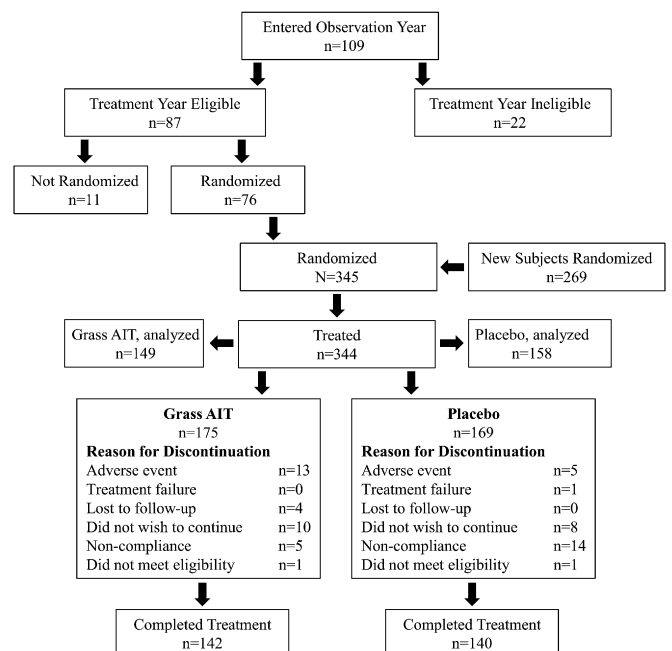 Entered Observation Year
n=109
Treatment Year Eligible
n=87
Treatment Year Ineligible
n=22
Not Randomized
n=11
Randomized
n=76
Randomized
N=345
New Subjects Randomized
n=269
Grass AIT, analyzed
n=149
Treated
n=344
Placebo, analyzed
n=158
Grass AIT
n=175
Reason for Discontinuation
Adverse event n=13
Treatment failure n=0
Lost to follow-up n=4
Did not wish to continue n=10
Non-compliance n=5
Did not meet eligibility n=1
Placebo
n=169
Reason for Discontinuation
Adverse event n=5
Treatment failure n=1
Lost to follow-up n=0
Did not wish to continue n=8
Non-compliance n=14
Did not meet eligibility n=1
Completed Treatment
n=142
Completed Treatment
n=140